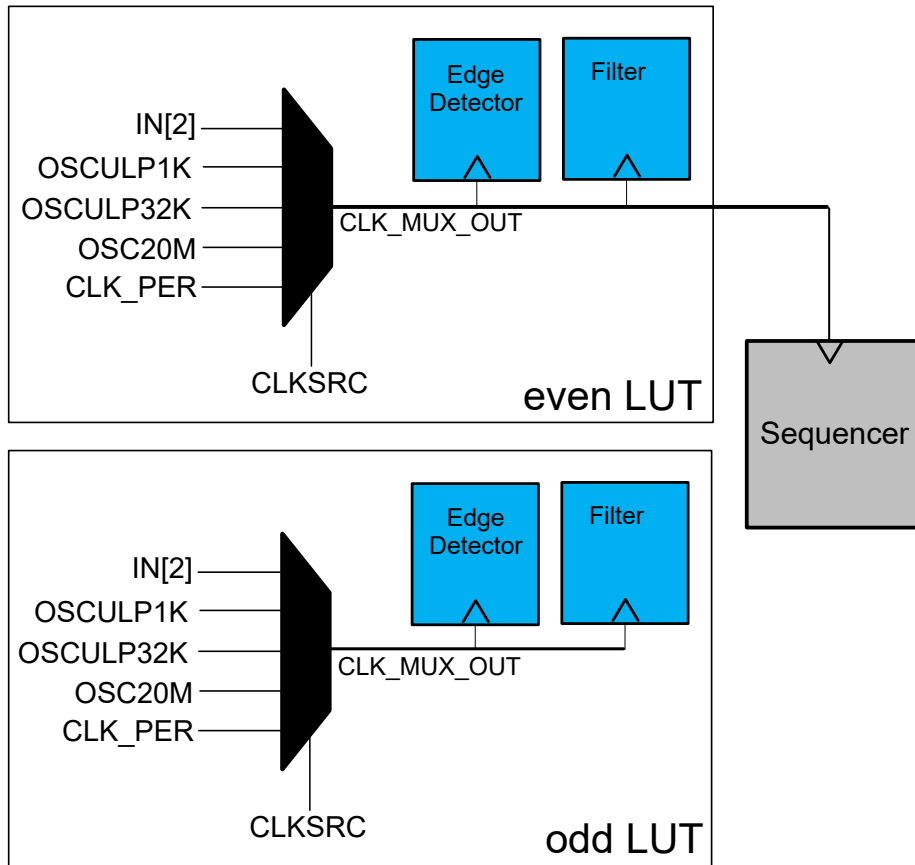 Edge
Detector
Filter
IN[2]
OSCULP1K
OSCULP32K
OSC20M
CLK_PER
CLK_MUX_OUT
CLKSRC
even LUT
Sequencer
Edge
Detector
Filter
IN[2]
OSCULP1K
OSCULP32K
OSC20M
CLK_PER
CLK_MUX_OUT
CLKSRC
odd LUT